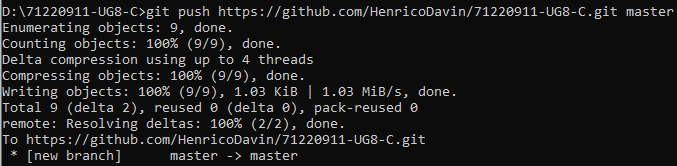 D:\71220911-UG8-C>git push https://github.com/HenricoDavin/71220911-UG8-C.git master
Enumerating objects: 9, done.
Counting objects: 100% (9/9), done.
Delta compression using up to 4 threads
Compressing objects: 100% (9/9), done.
Writing objects: 100% (9/9), 1.03 KiB | 1.03 MiB/s, done.
Total 9 (delta 2), reused 0 (delta 0), pack-reused 0
remote: Resolving deltas: 100% (2/2), done.
To https://github.com/HenricoDavin/71220911-UG8-C.git
 * [new branch]      master -> master